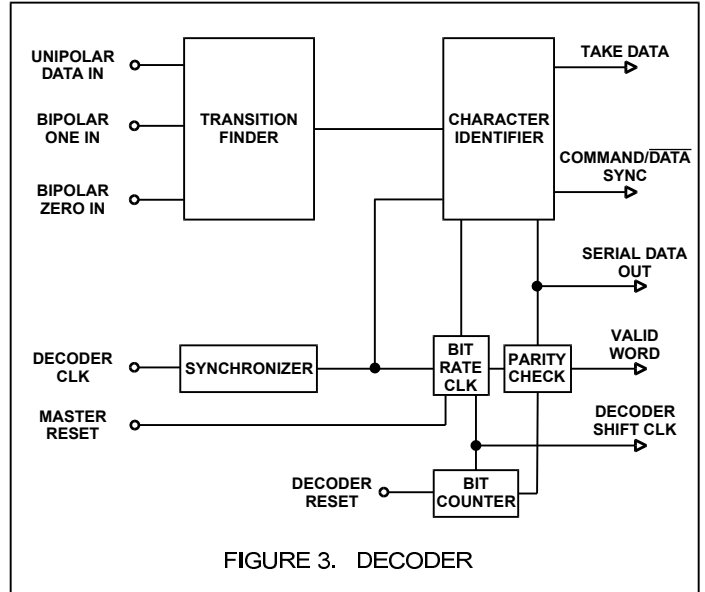 UNIPOLAR
DATA IN
BIPOLAR
ONE IN
BIPOLAR
ZERO IN
TRANSITION
FINDER
CHARACTER
IDENTIFIER
TAKE DATA
COMMAND/DATA
SYNC
SERIAL DATA
OUT
DECODER
CLK
SYNCHRONIZER
BIT
RATE
CLK
PARITY
CHECK
VALID
WORD
MASTER
RESET
DECODER
SHIFT CLK
DECODER
RESET
BIT
COUNTER
FIGURE 3. DECODER